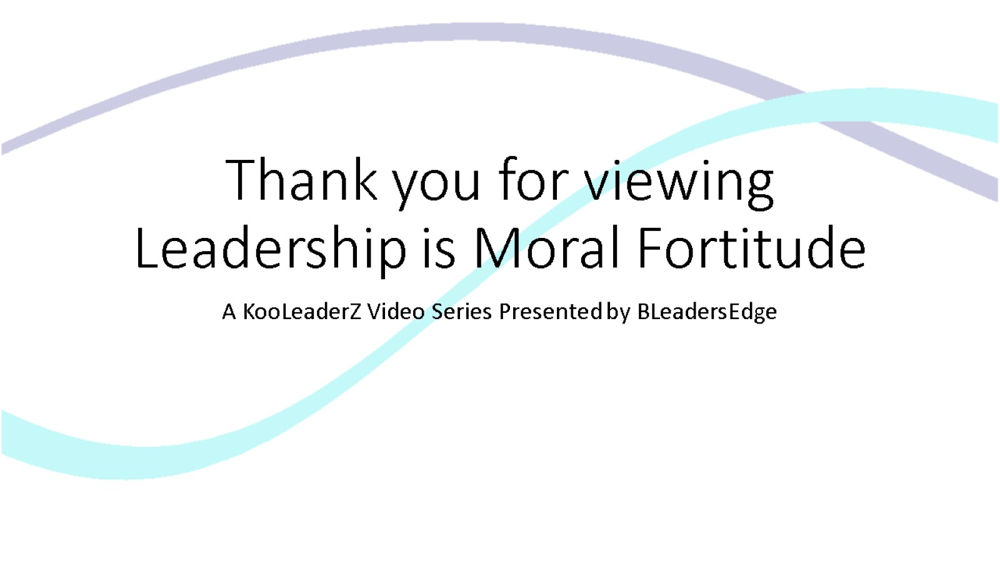 Thank you for viewing
Leadership is Moral Fortitude
A KooLeaderZ Video Series Presented by BLeadersEdge